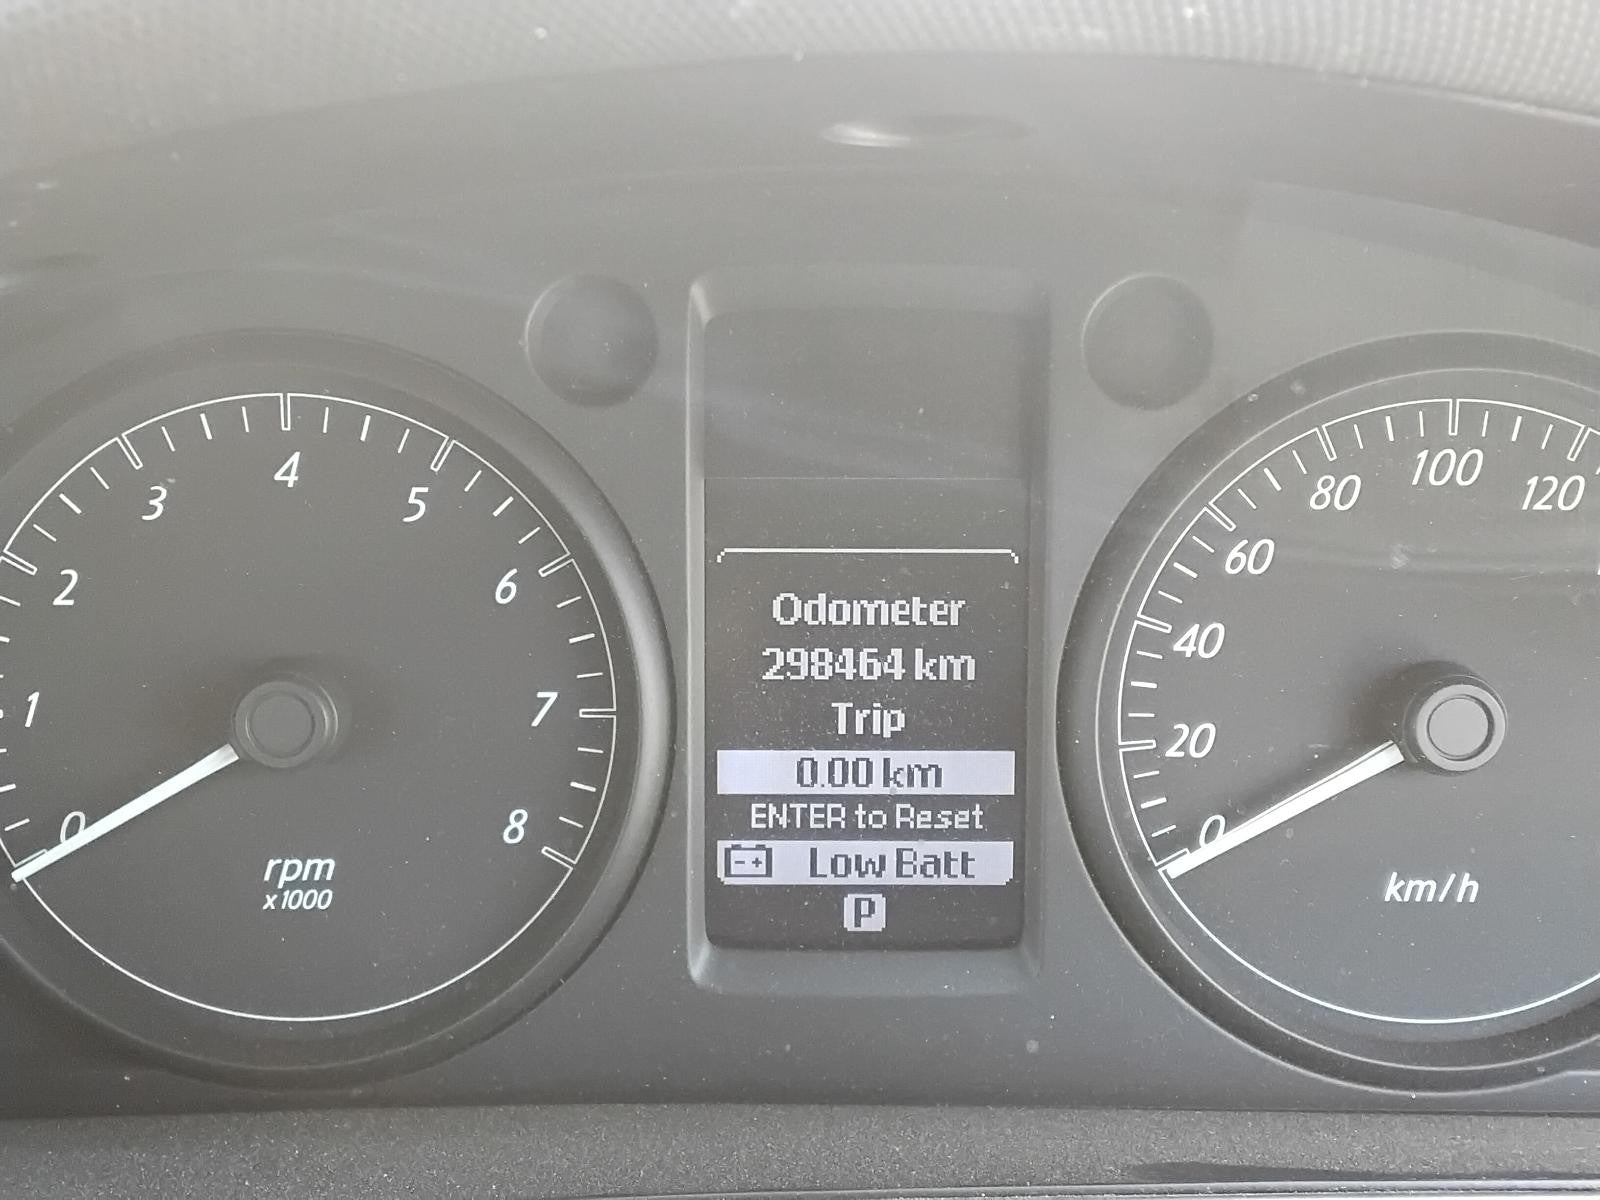 0
1
2
3
4
5
6
7
8
rpm
x1000
Odometer
298464 km
Trip
0.00 km
ENTER to Reset
- + Low Batt
P
0
20
40
60
80
100
120
km/h